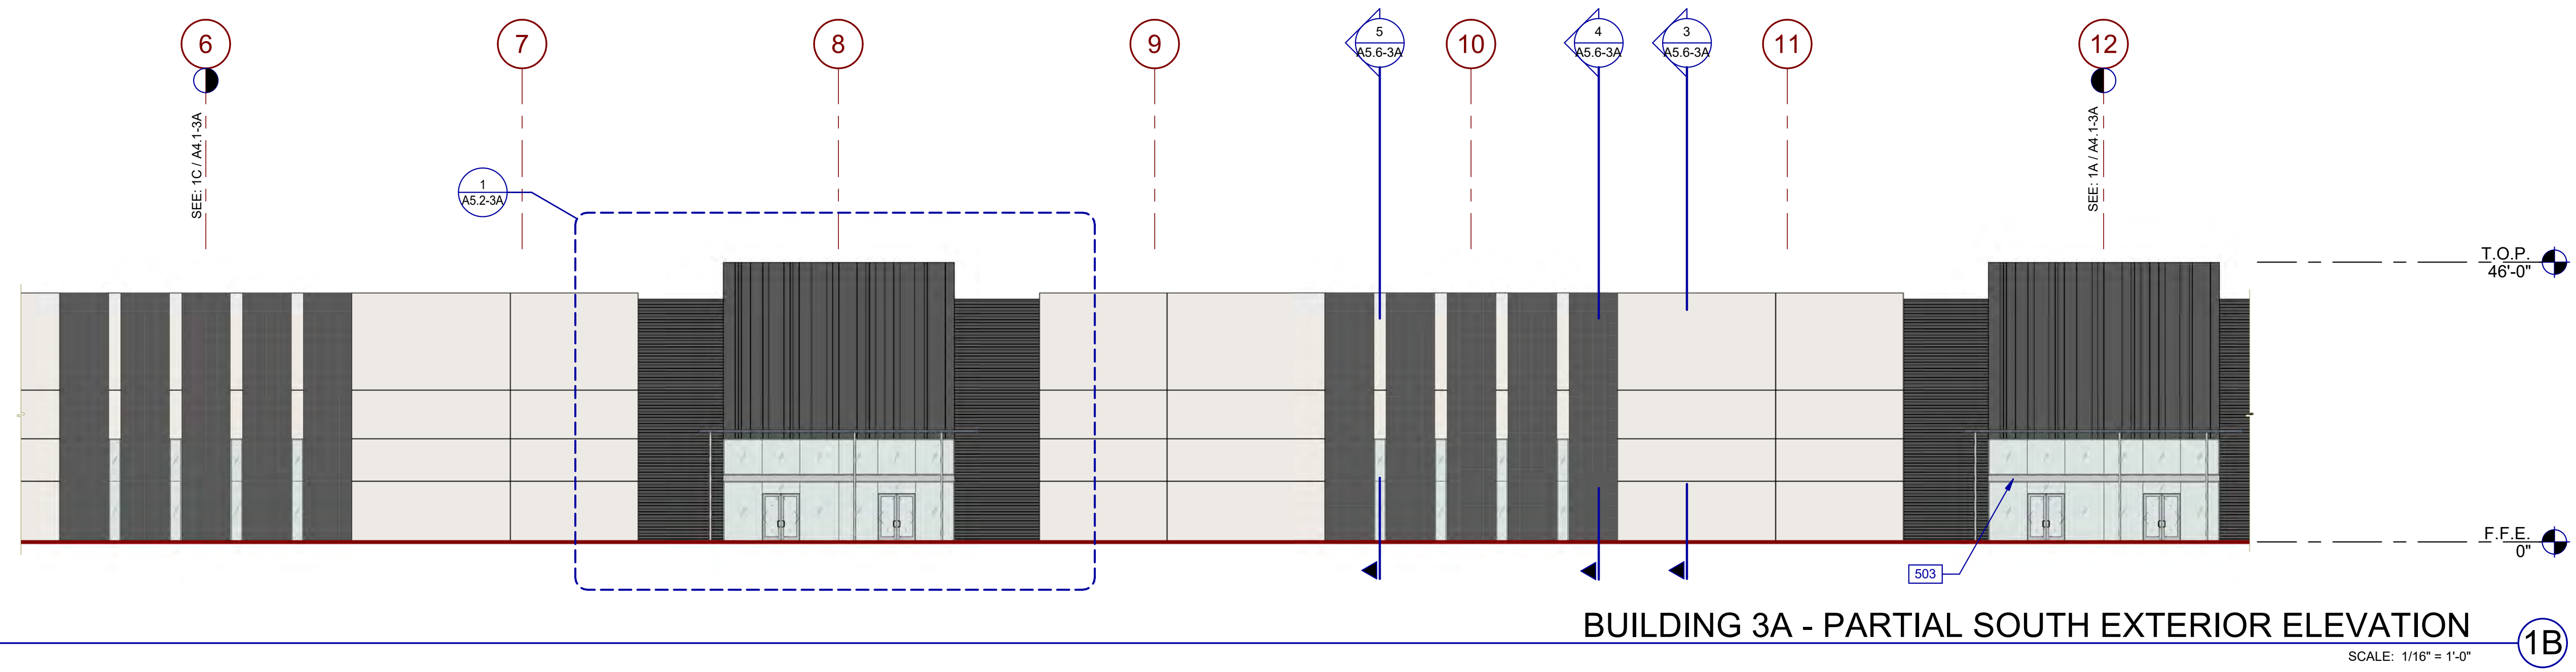 6
7
8
9
5
A5.6-3A
10
4
A5.6-3A
3
A5.6-3A
11
12
SEE: 1C / A4.1-3A
SEE: 1A / A4.1-3A
1
A5.2-3A
T.O.P.
46'-0"
F.F.E.
0"
503
BUILDING 3A - PARTIAL SOUTH EXTERIOR ELEVATION
1B
SCALE: 1/16" = 1'-0"